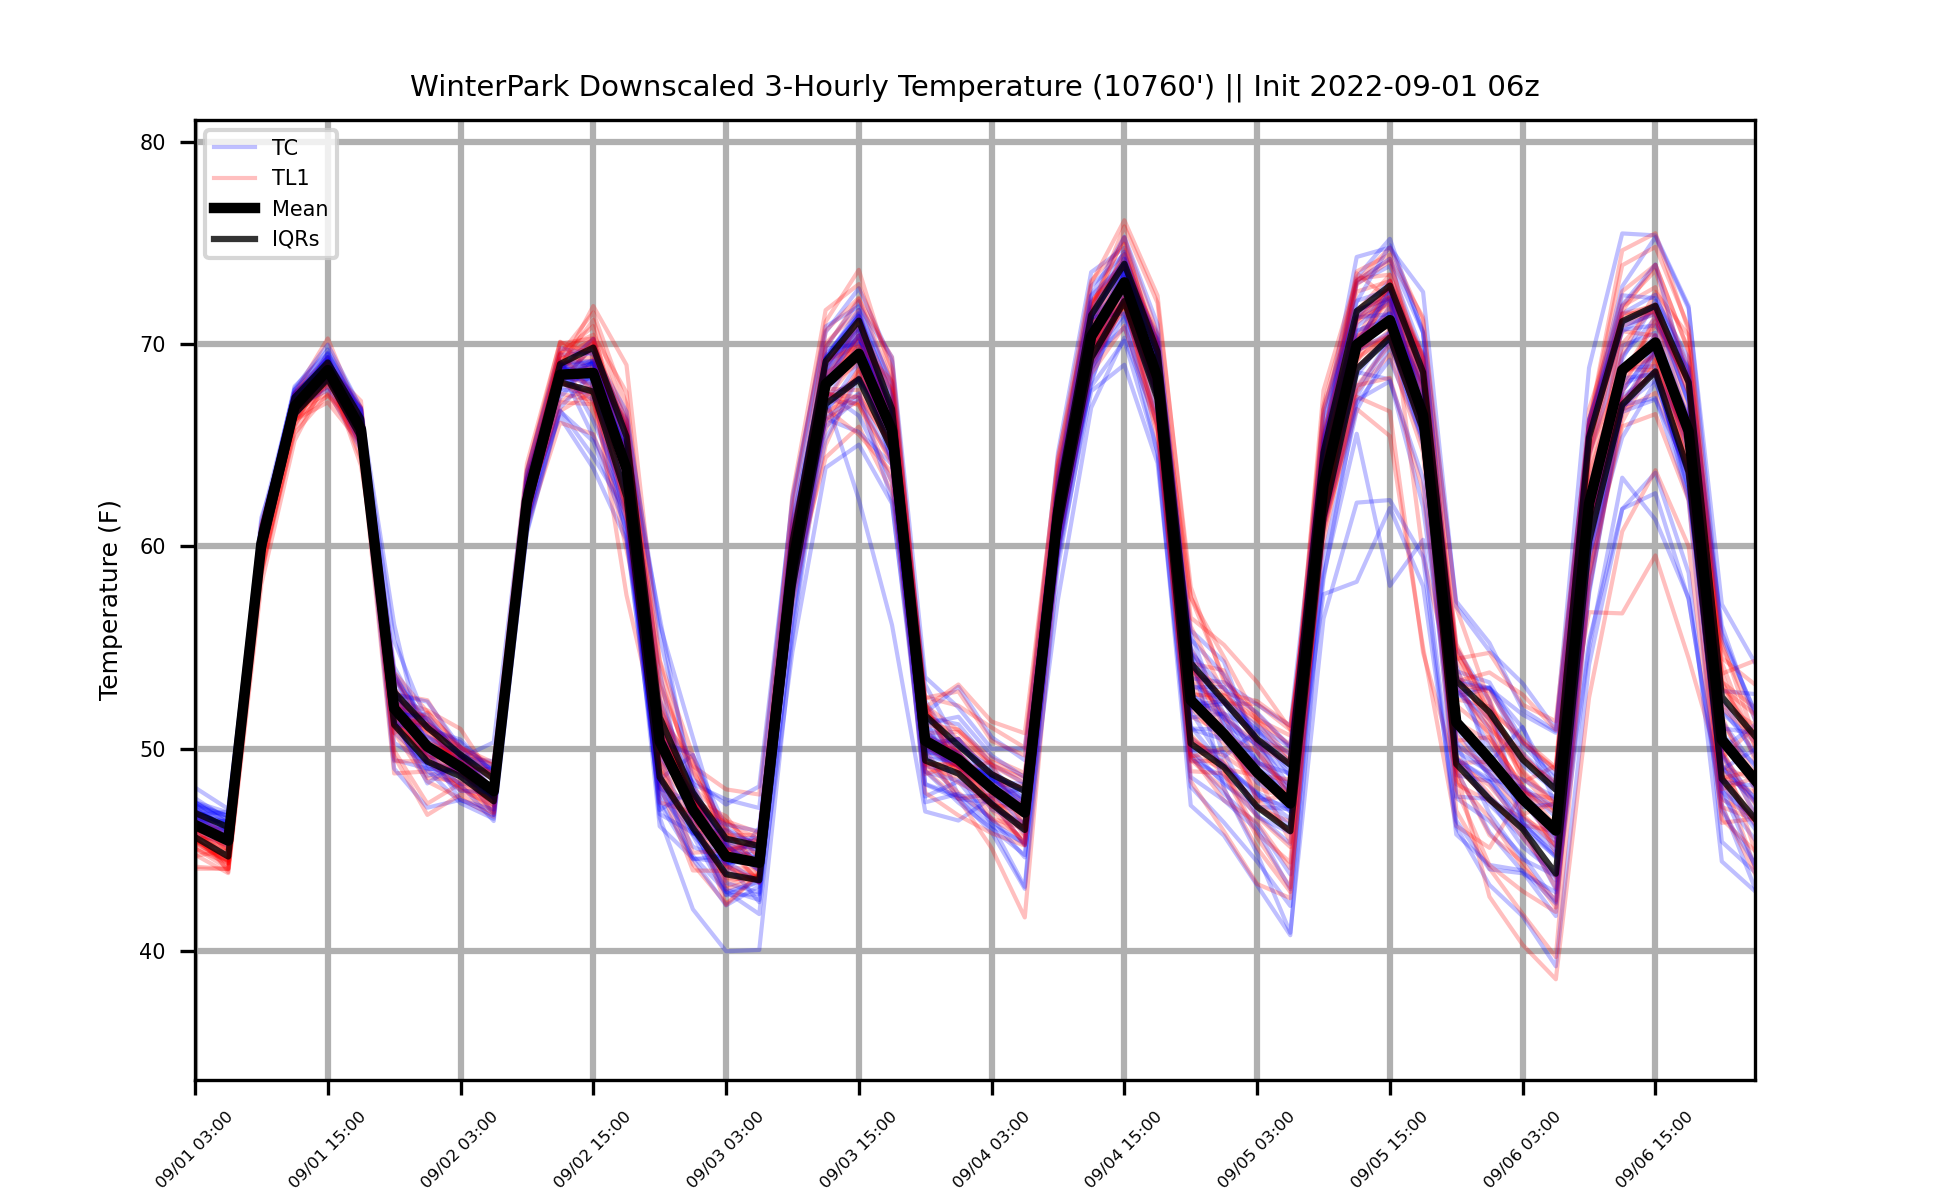 WinterPark Downscaled 3-Hourly Temperature (10760') || Init 2022-09-01 06z
TC
TL1
Mean
IQRs
Temperature (F)
80
70
60
50
40
09/01 03:00
09/01 15:00
09/02 03:00
09/02 15:00
09/03 03:00
09/03 15:00
09/04 03:00
09/04 15:00
09/05 03:00
09/05 15:00
09/06 03:00
09/06 15:00